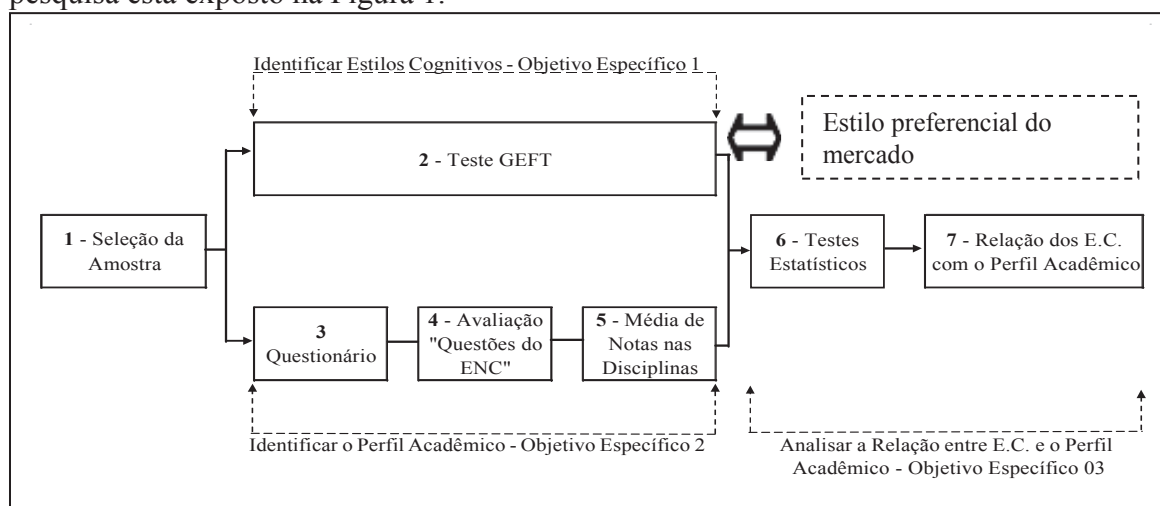 pesquisa está exposto na Figura 1.
Identificar Estilos Cognitivos - Objetivo Específico 1
2 - Teste GEFT
Estilo preferencial do
mercado
1 - Seleção da
Amostra
6 - Testes
Estatísticos
7 - Relação dos E.C.
com o Perfil Acadêmico
3
Questionário
4 - Avaliação
"Questões do
ENC"
5 - Média de
Notas nas
Disciplinas
Identificar o Perfil Acadêmico - Objetivo Específico 2
Analisar a Relação entre E.C. e o Perfil
Acadêmico - Objetivo Específico 03